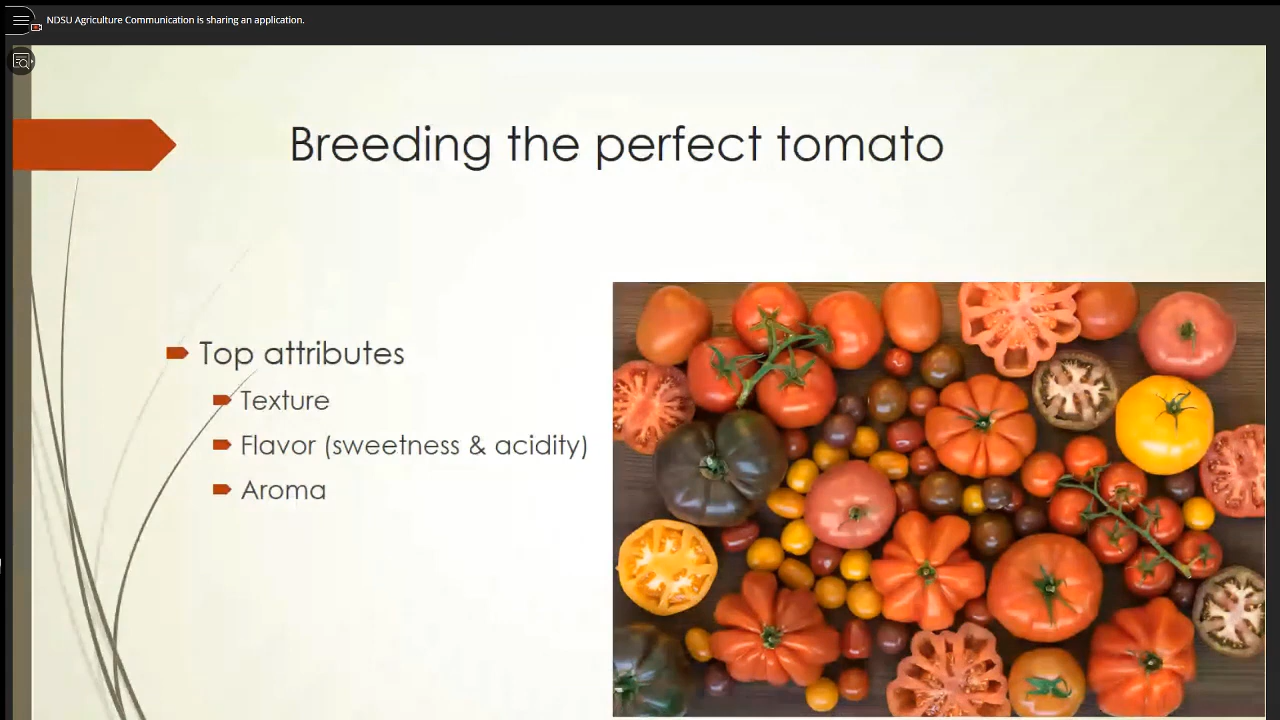 NDSU Agriculture Communication is sharing an application.
Breeding the perfect tomato
Top attributes
Texture
Flavor (sweetness & acidity)
Aroma